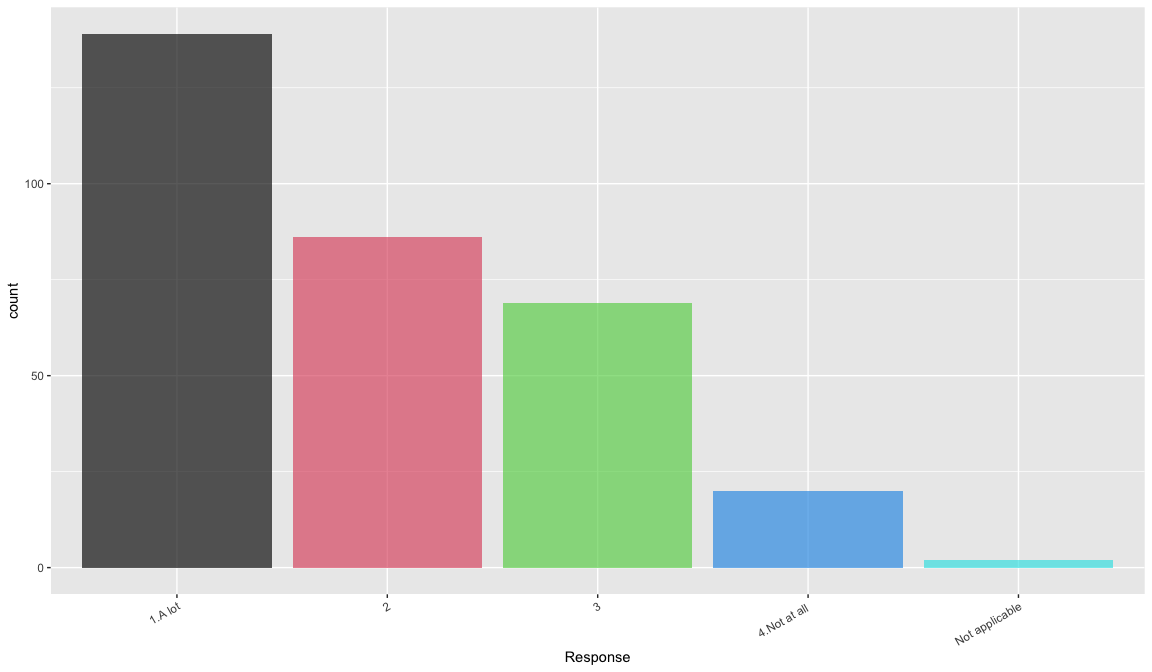 count
100
50
0
1.A lot
2
3
4.Not at all
Not applicable
Response